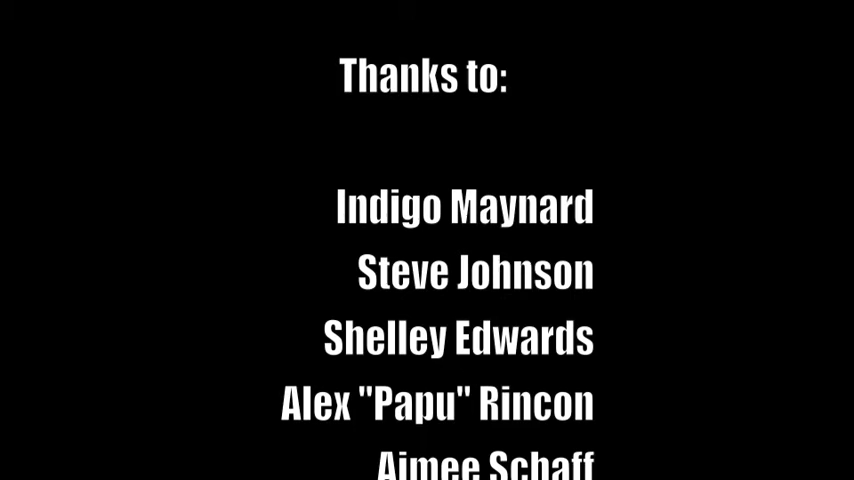 Thanks to:
Indigo Maynard
Steve Johnson
Shelley Edwards
Alex "Papu" Rincon
Aimee Schaff